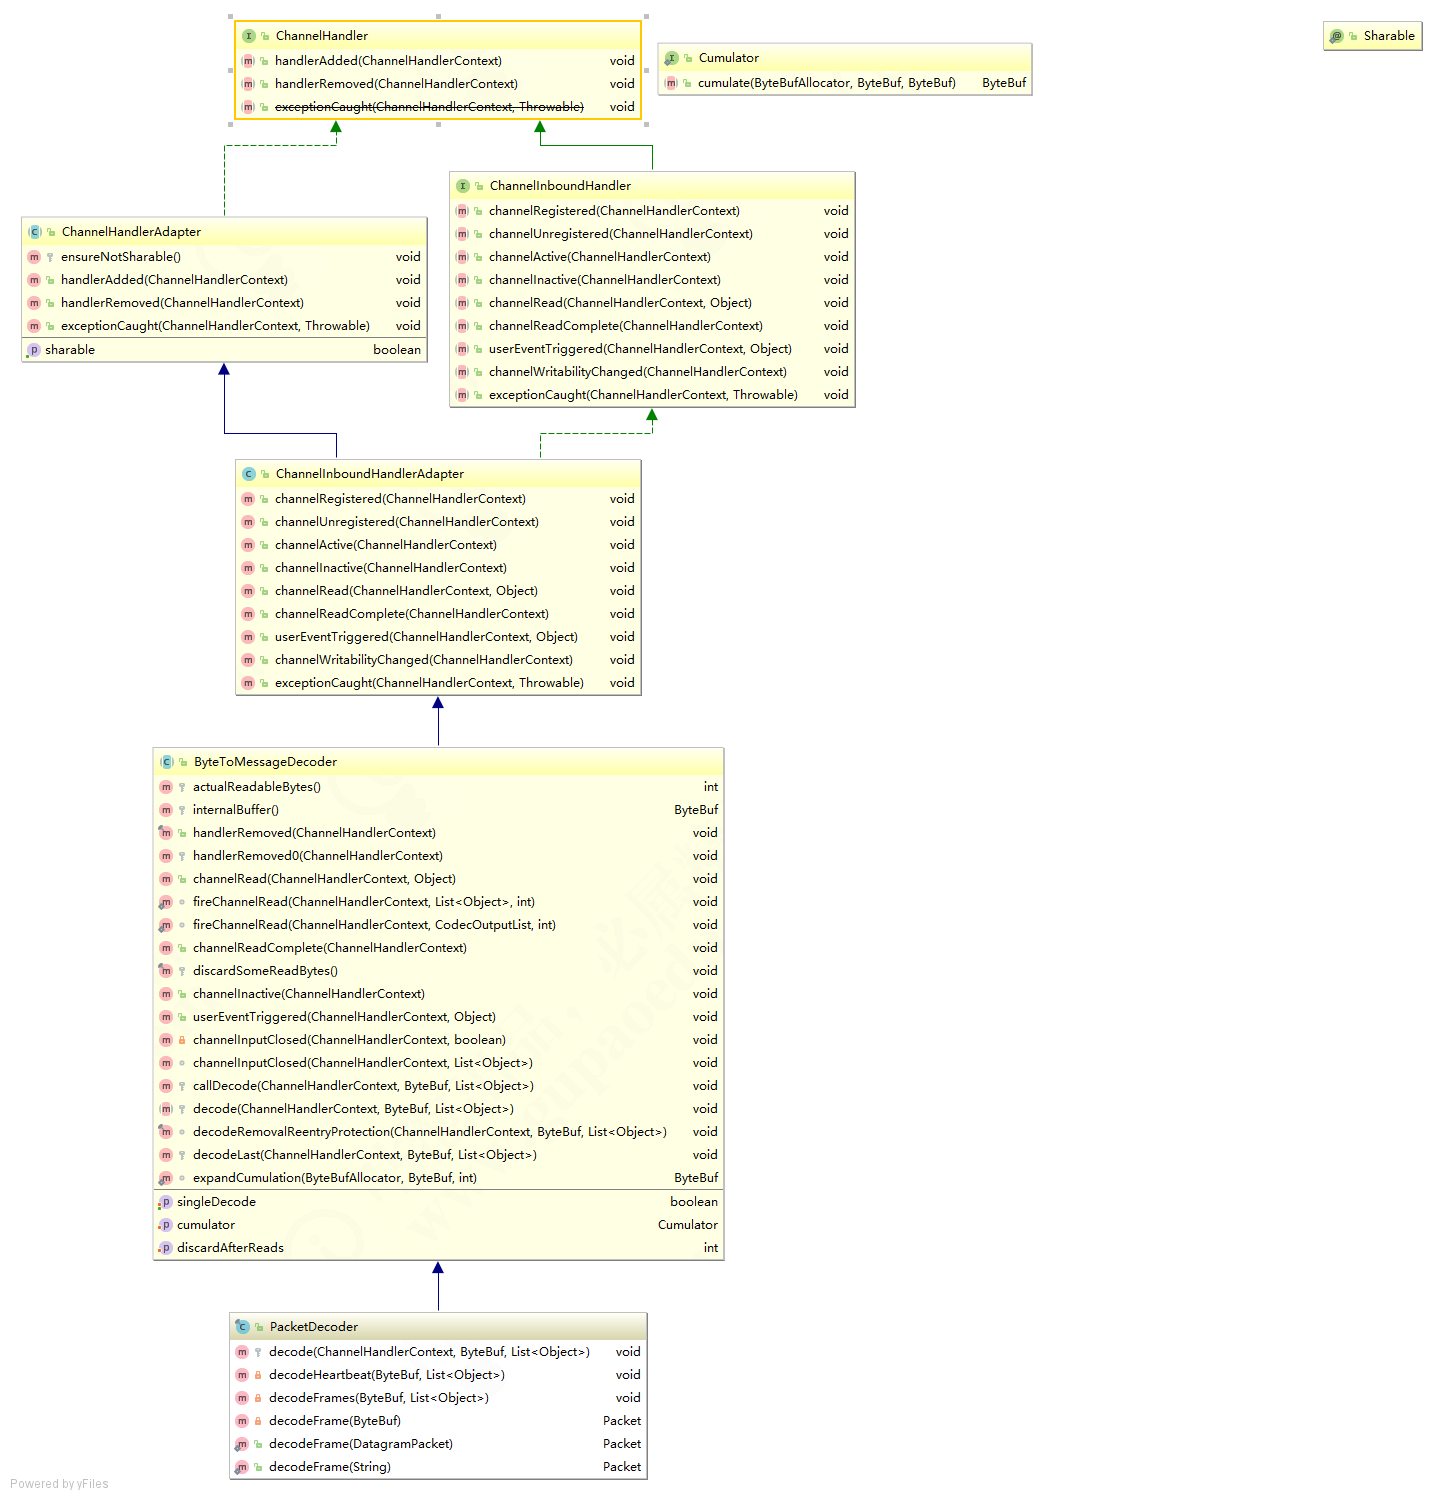 ChannelHandler
handlerAdded(ChannelHandlerContext) void
handlerRemoved(ChannelHandlerContext) void
exceptionCaught(ChannelHandlerContext, Throwable) void
Cumulator
cumulate(ByteBufAllocator, ByteBuf, ByteBuf) ByteBuf
Sharable
ChannelInboundHandler
channelRegistered(ChannelHandlerContext) void
channelUnregistered(ChannelHandlerContext) void
channelActive(ChannelHandlerContext) void
channelInactive(ChannelHandlerContext) void
channelRead(ChannelHandlerContext, Object) void
channelReadComplete(ChannelHandlerContext) void
userEventTriggered(ChannelHandlerContext, Object) void
channelWritabilityChanged(ChannelHandlerContext) void
exceptionCaught(ChannelHandlerContext, Throwable) void
ChannelHandlerAdapter
ensureNotSharable() void
handlerAdded(ChannelHandlerContext) void
handlerRemoved(ChannelHandlerContext) void
exceptionCaught(ChannelHandlerContext, Throwable) void
sharable boolean
ChannelInboundHandlerAdapter
channelRegistered(ChannelHandlerContext) void
channelUnregistered(ChannelHandlerContext) void
channelActive(ChannelHandlerContext) void
channelInactive(ChannelHandlerContext) void
channelRead(ChannelHandlerContext, Object) void
channelReadComplete(ChannelHandlerContext) void
userEventTriggered(ChannelHandlerContext, Object) void
channelWritabilityChanged(ChannelHandlerContext) void
exceptionCaught(ChannelHandlerContext, Throwable) void
ByteToMessageDecoder
actualReadableBytes() int
internalBuffer() ByteBuf
handlerRemoved(ChannelHandlerContext) void
handlerRemoved0(ChannelHandlerContext) void
channelRead(ChannelHandlerContext, Object) void
fireChannelRead(ChannelHandlerContext, List<Object>, int) void
fireChannelRead(ChannelHandlerContext, CodecOutputList, int) void
channelReadComplete(ChannelHandlerContext) void
discardSomeReadBytes() void
channelInactive(ChannelHandlerContext) void
userEventTriggered(ChannelHandlerContext, Object) void
channelInputClosed(ChannelHandlerContext, boolean) void
channelInputClosed(ChannelHandlerContext, List<Object>) void
callDecode(ChannelHandlerContext, ByteBuf, List<Object>) void
decode(ChannelHandlerContext, ByteBuf, List<Object>) void
decodeRemovalReentryProtection(ChannelHandlerContext, ByteBuf, List<Object>) void
decodeLast(ChannelHandlerContext, ByteBuf, List<Object>) void
expandCumulation(ByteBufAllocator, ByteBuf, int) ByteBuf
singleDecode boolean
cumulator Cumulator
discardAfterReads int
PacketDecoder
decode(ChannelHandlerContext, ByteBuf, List<Object>) void
decodeHeartbeat(ByteBuf, List<Object>) void
decodeFrames(ByteBuf, List<Object>) void
decodeFrame(ByteBuf) Packet
decodeFrame(DatagramPacket) Packet
decodeFrame(String) Packet
Powered by yFiles